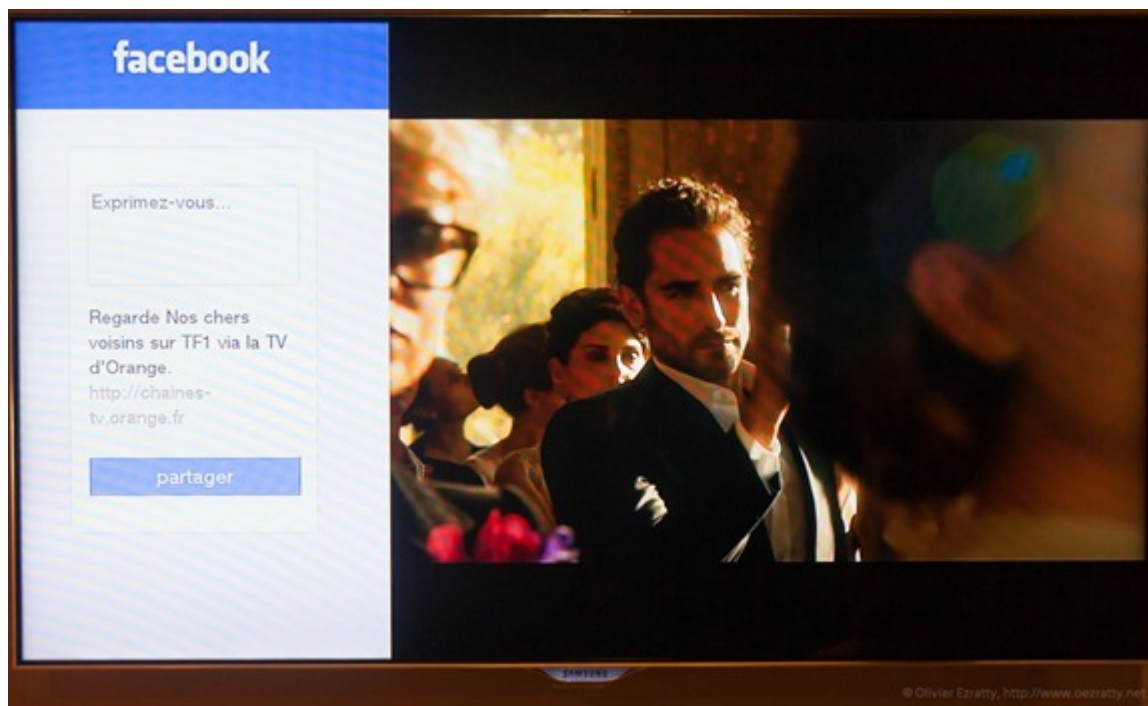 facebook
Exprimez-vous...
Regarde Nos chers
voisins sur TF1 via la TV
d'Orange.
http://chaines-
tv.orange.fr
partager
SAMSUNG
© Olivier Ezratty, http://www.oezratty.net